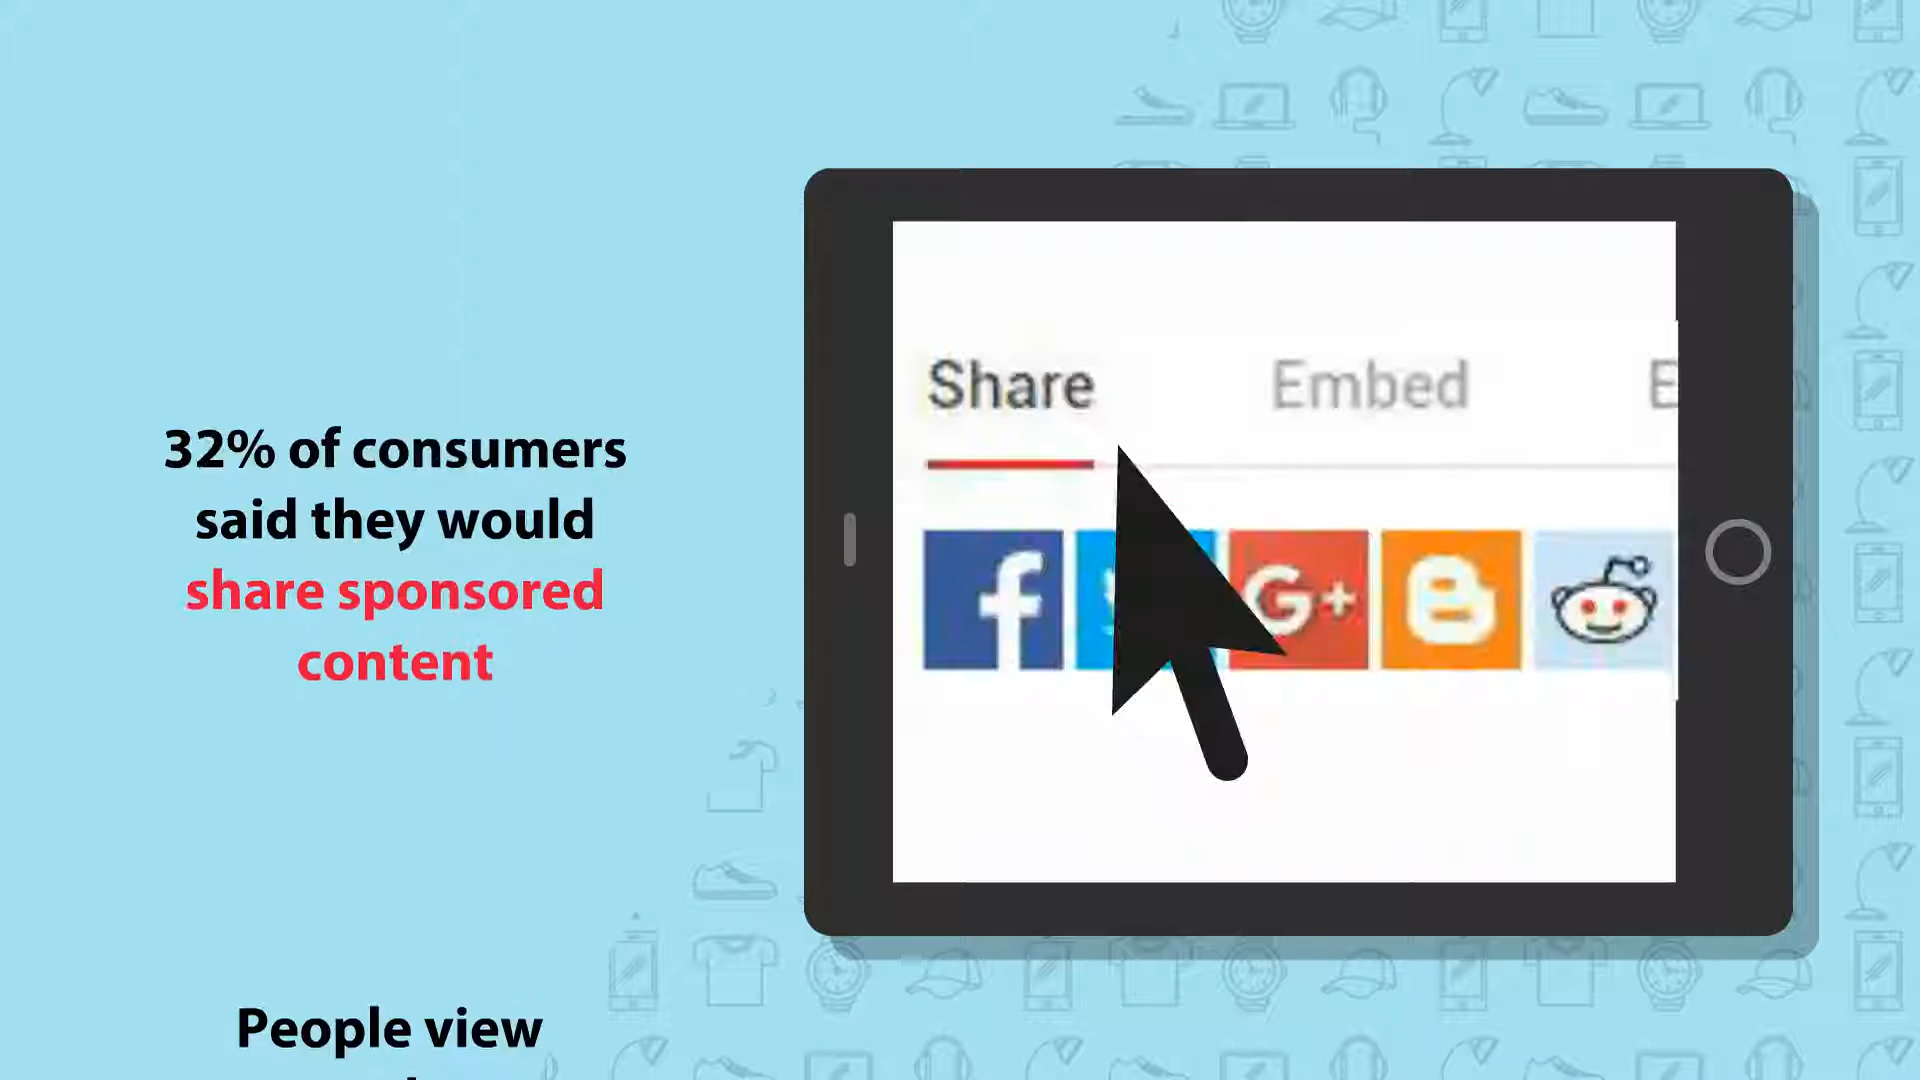 32% of consumers
said they would
share sponsored
content
People view
Share
Embed
G+